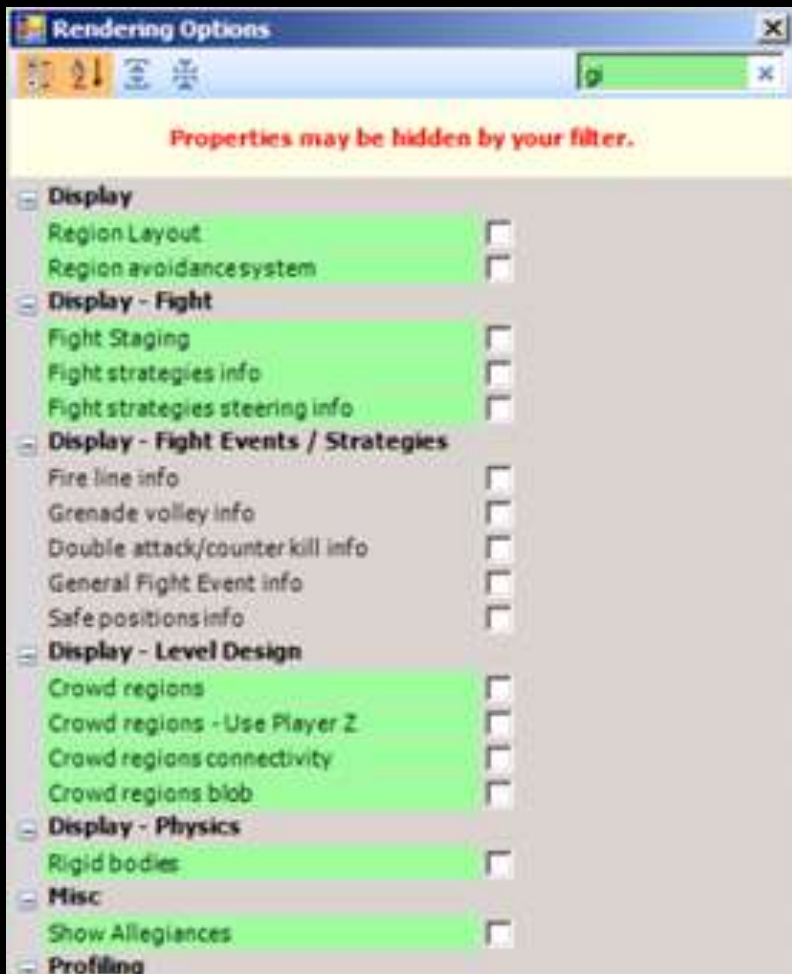 Rendering Options
gi
Properties may be hidden by your filter.
Display
Region Layout
Region avoidancesystem
Display - Fight
Fight Staging
Fight strategies info
Fight strategies steering info
Display - Fight Events / Strategies
Fire line info
Grenade volley info
Double attack/counter kill info
General Fight Event info
Safe positions info
Display - Level Design
Crowd regions
Crowd regions - Use Player Z
Crowd regions connectivity
Crowd regions blob
Display - Physics
Rigid bodies
Misc
Show Allegiances
Profiling